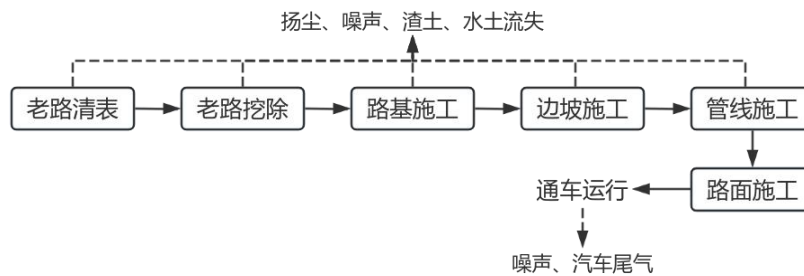 扬尘、噪声、渣土、水土流失
老路清表
老路挖除
路基施工
边坡施工
管线施工
通车运行
路面施工
噪声、汽车尾气